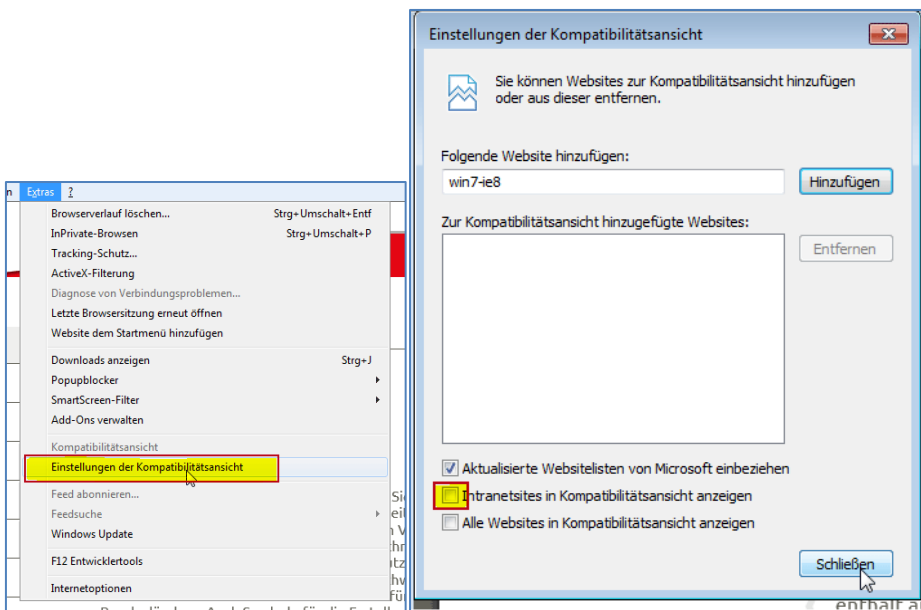 Extras ?
Browserverlauf löschen... Strg+Umschalt+Entf
InPrivate-Browsen Strg+Umschalt+P
Tracking-Schutz...
ActiveX-Filterung
Diagnose von Verbindungsproblemen...
Letzte Browsersitzung erneut öffnen
Website dem Startmenü hinzufügen
Downloads anzeigen Strg+J
Popupblocker
SmartScreen-Filter
Add-Ons verwalten
Kompatibilitätsansicht
Einstellungen der Kompatibilitätsansicht
Feed abonnieren...
Feedsuche
Windows Update
F12 Entwicklertools
Internetoptionen
Einstellungen der Kompatibilitätsansicht
Sie können Websites zur Kompatibilitätsansicht hinzufügen
oder aus dieser entfernen.
Folgende Website hinzufügen:
win7-ie8 Hinzufügen
Zur Kompatibilitätsansicht hinzugefügte Websites:
Entfernen
Aktualisierte Websitelisten von Microsoft einbeziehen
Intranetsites in Kompatibilitätsansicht anzeigen
Alle Websites in Kompatibilitätsansicht anzeigen
Schließen